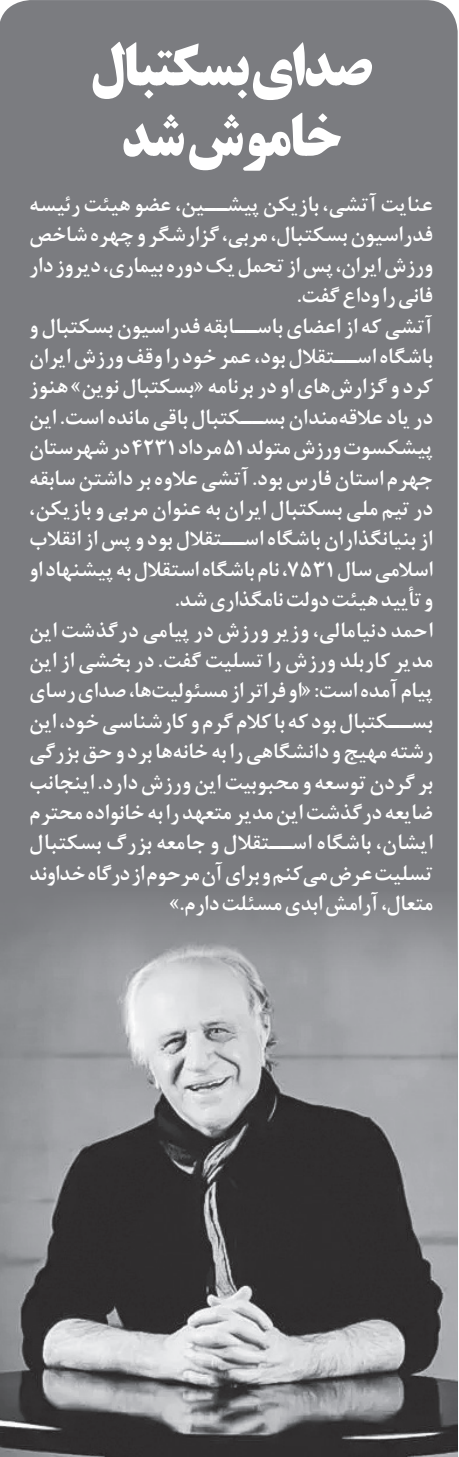 صدای بسکتبال
خاموش شد
عنایت آتشی، بازیکن پیشین، عضو هیئت رئیسه
فدراسیون بسکتبال، مربی، گزارشگر و چهره شاخص
ورزش ایران، پس از تحمل یک دوره بیماری، دیروز دار
فانی را وداع گفت.
آتشی که از اعضای باسابقه فدراسیون بسکتبال و
باشگاه استقلال بود، عمر خود را وقف ورزش ایران
کرد و گزارش‌های او در برنامه «بسکتبال نوین» هنوز
در یاد علاقه‌مندان بسکتبال باقی مانده است. این
پیشکسوت ورزش متولد ۵۱ مرداد ۴۲۳۱ در شهرستان
جهرم استان فارس بود. آتشی علاوه بر داشتن سابقه
در تیم ملی بسکتبال ایران به عنوان مربی و بازیکن،
از بنیانگذاران باشگاه استقلال بود و پس از انقلاب
اسلامی سال ۷۵۳۱، نام باشگاه استقلال به پیشنهاد او
و تأیید هیئت دولت نامگذاری شد.
احمد دنیامالی، وزیر ورزش در پیامی درگذشت این
مدیر کاربلد ورزش را تسلیت گفت. در بخشی از این
پیام آمده است: «او فراتر از مسئولیت‌ها، صدای رسای
بسکتبال بود که با کلام گرم و کارشناسی خود، این
رشته مهیج و دانشگاهی را به خانه‌ها برد و حق بزرگی
بر گردن توسعه و محبوبیت این ورزش دارد. اینجانب
ضایعه درگذشت این مدیر متعهد را به خانواده محترم
ایشان، باشگاه استقلال و جامعه بزرگ بسکتبال
تسلیت عرض می‌کنم و برای آن مرحوم از درگاه خداوند
متعال، آرامش ابدی مسئلت دارم.»